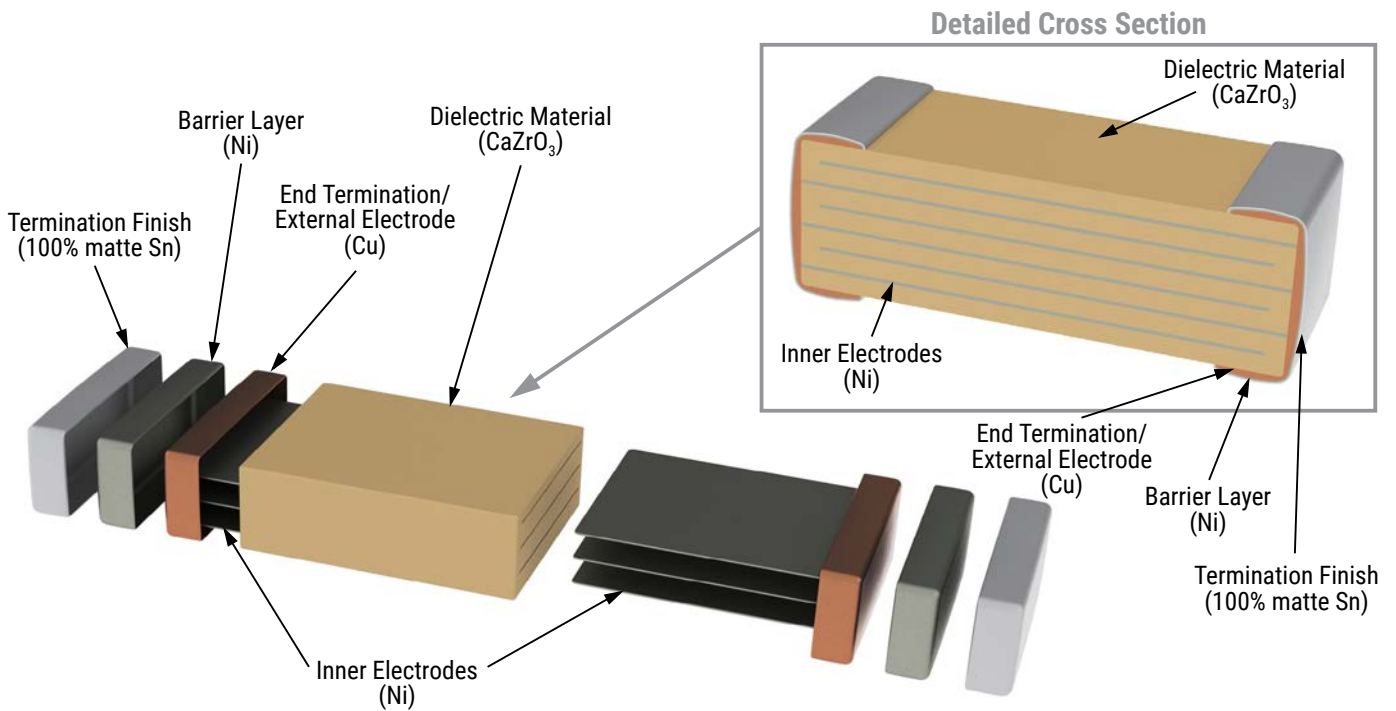 Detailed Cross Section
Dielectric Material
(CaZrO₃)
Barrier Layer
(Ni)
Dielectric Material
(CaZrO₃)
End Termination/
External Electrode
(Cu)
Termination Finish
(100% matte Sn)
Inner Electrodes
(Ni)
End Termination/
External Electrode
(Cu)
Barrier Layer
(Ni)
Termination Finish
(100% matte Sn)
Inner Electrodes
(Ni)